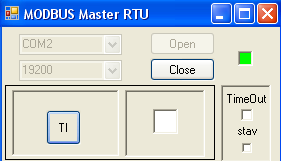 MODBUS Master RTU
COM2
Open
19200
Close
TimeOut
TI
stav